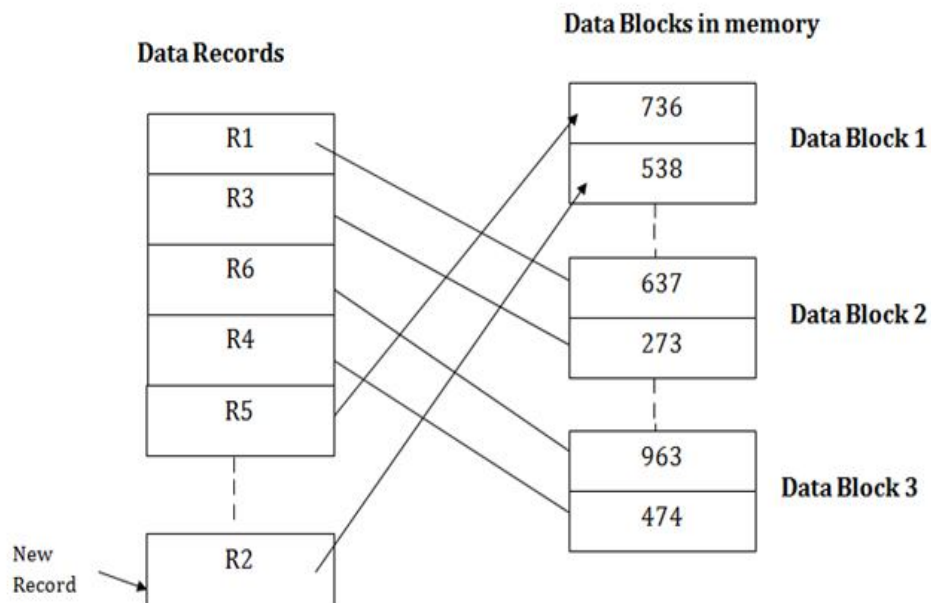 Data Blocks in memory
Data Records
R1
R3
R6
R4
R5
R2
New
Record
736
538
Data Block 1
637
273
Data Block 2
963
474
Data Block 3